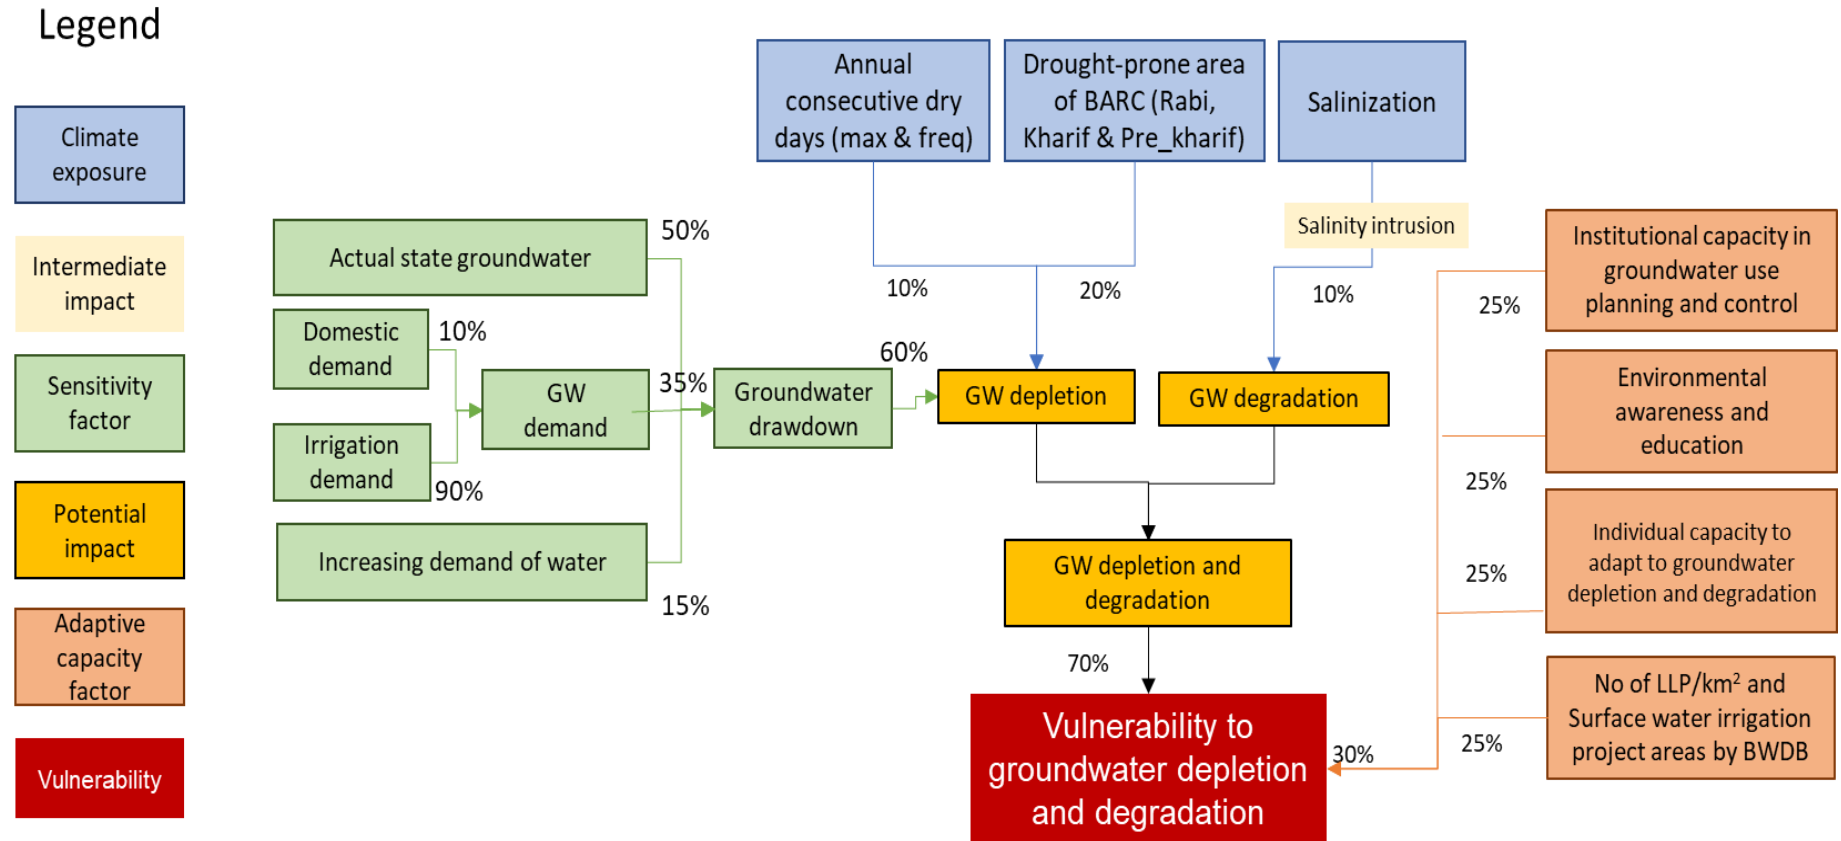 Legend
Climate
exposure
Intermediate
impact
Sensitivity
factor
Potential
impact
Adaptive
capacity
factor
Vulnerability
Annual
consecutive dry
days (max & freq)
Drought-prone area
of BARC (Rabi,
Kharif & Pre_kharif)
Salinization
Salinity intrusion
10%
20%
10%
Actual state groundwater
50%
Domestic
demand
10%
Irrigation
demand
90%
GW
demand
35%
Increasing demand of water
15%
Groundwater
drawdown
60%
GW depletion
GW degradation
GW depletion and
degradation
70%
Vulnerability to
groundwater depletion
and degradation
30%
Institutional capacity in
groundwater use
planning and control
25%
Environmental
awareness and
education
25%
Individual capacity to
adapt to groundwater
depletion and degradation
25%
No of LLP/km² and
Surface water irrigation
project areas by BWDB
25%